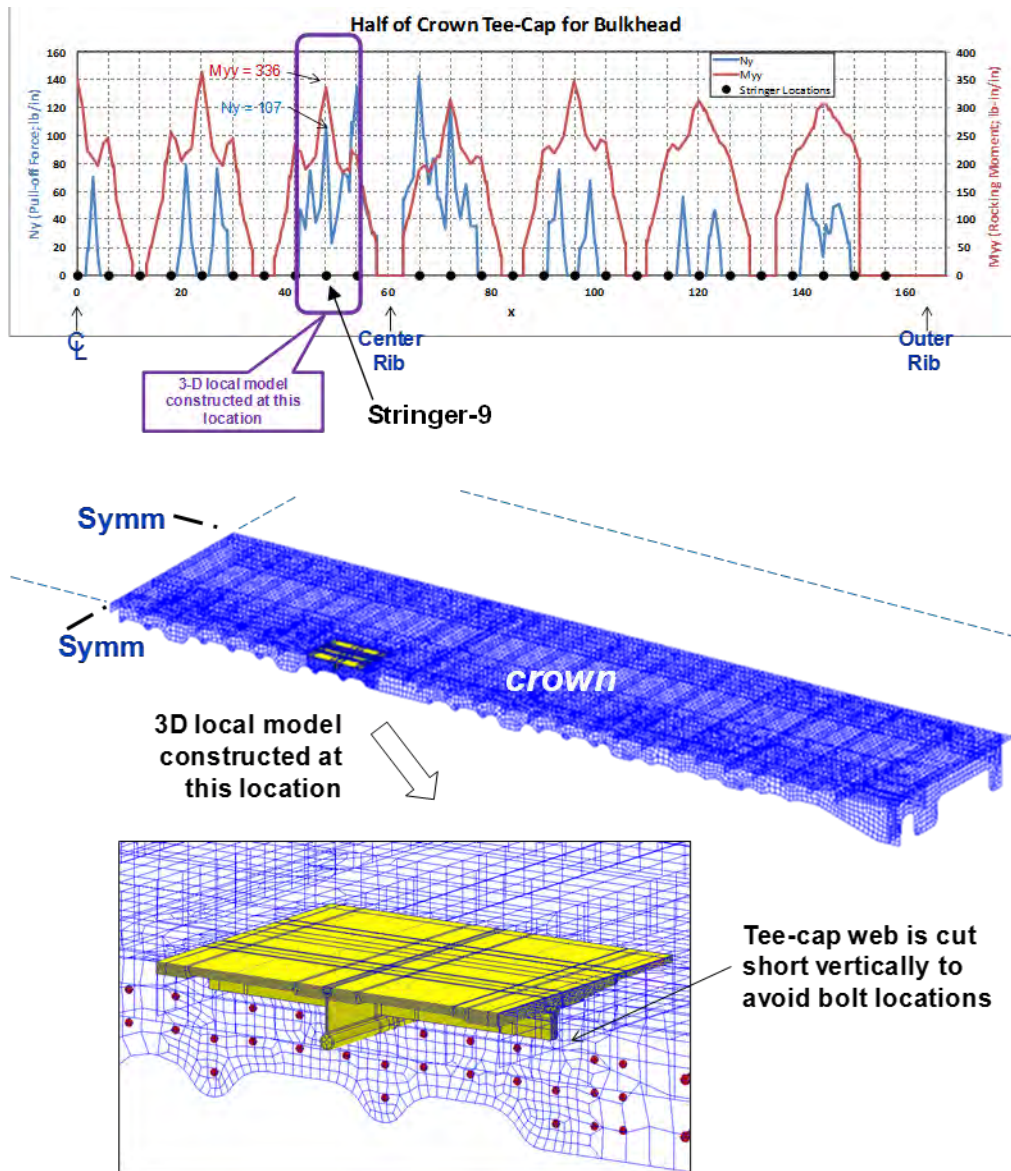 Half of Crown Tee-Cap for Bulkhead
160
140
120
100
80
60
40
20
0
Ny (Pull-off Force; lb/in)
Myy = 336
Ny = 107
Ny
Myy
Stringer Locations
400
350
300
250
200
150
100
50
0
Myy (Rocking Moment; lb-in/in)
0 20 40 60 80 100 120 140 160
x
CL
Center
Rib
Outer
Rib
3-D local model
constructed at this
location
Stringer-9
Symm
Symm
crown
3D local model
constructed at
this location
Tee-cap web is cut
short vertically to
avoid bolt locations